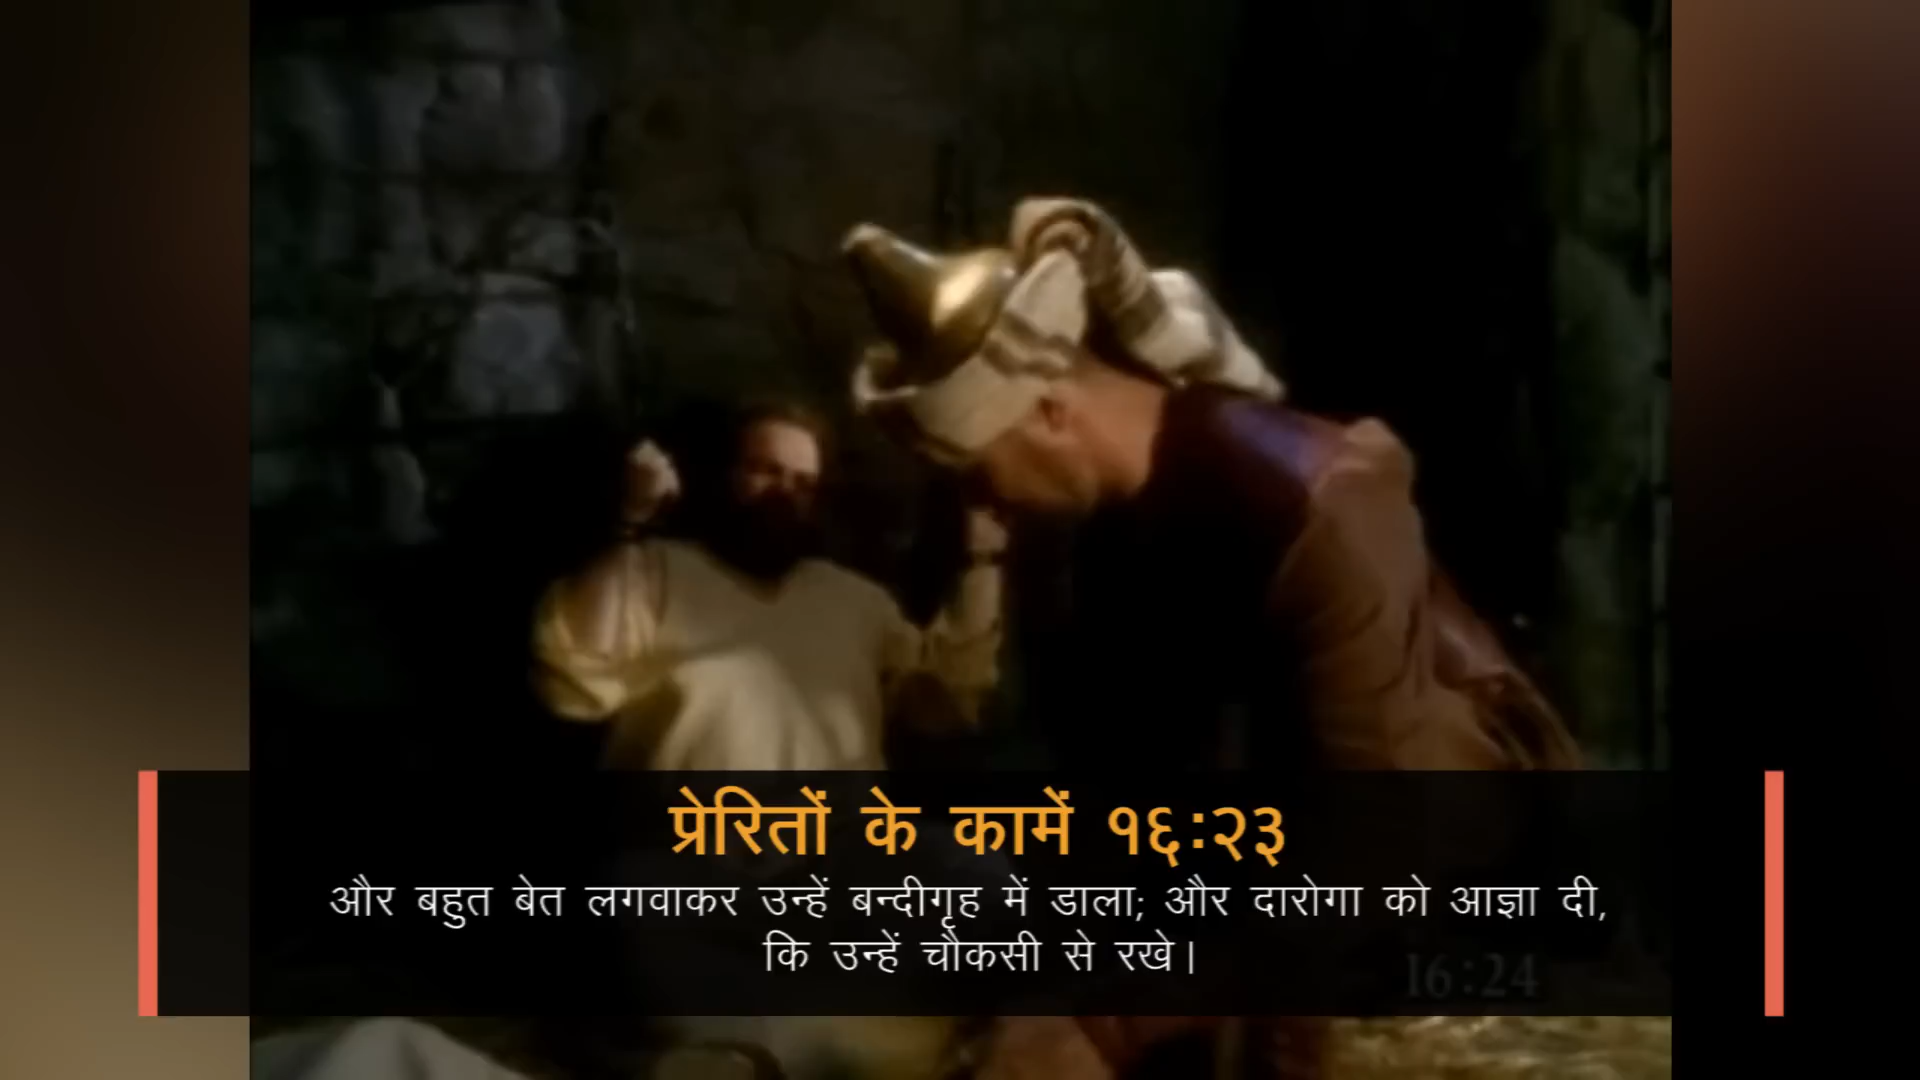 प्रेरितों के कामें १६:२३
और बहुत बेत लगवाकर उन्हें बन्दीगृह में डाला; और दारोगा को आज्ञा दी,
कि उन्हें चौकसी से रखे।
16:24